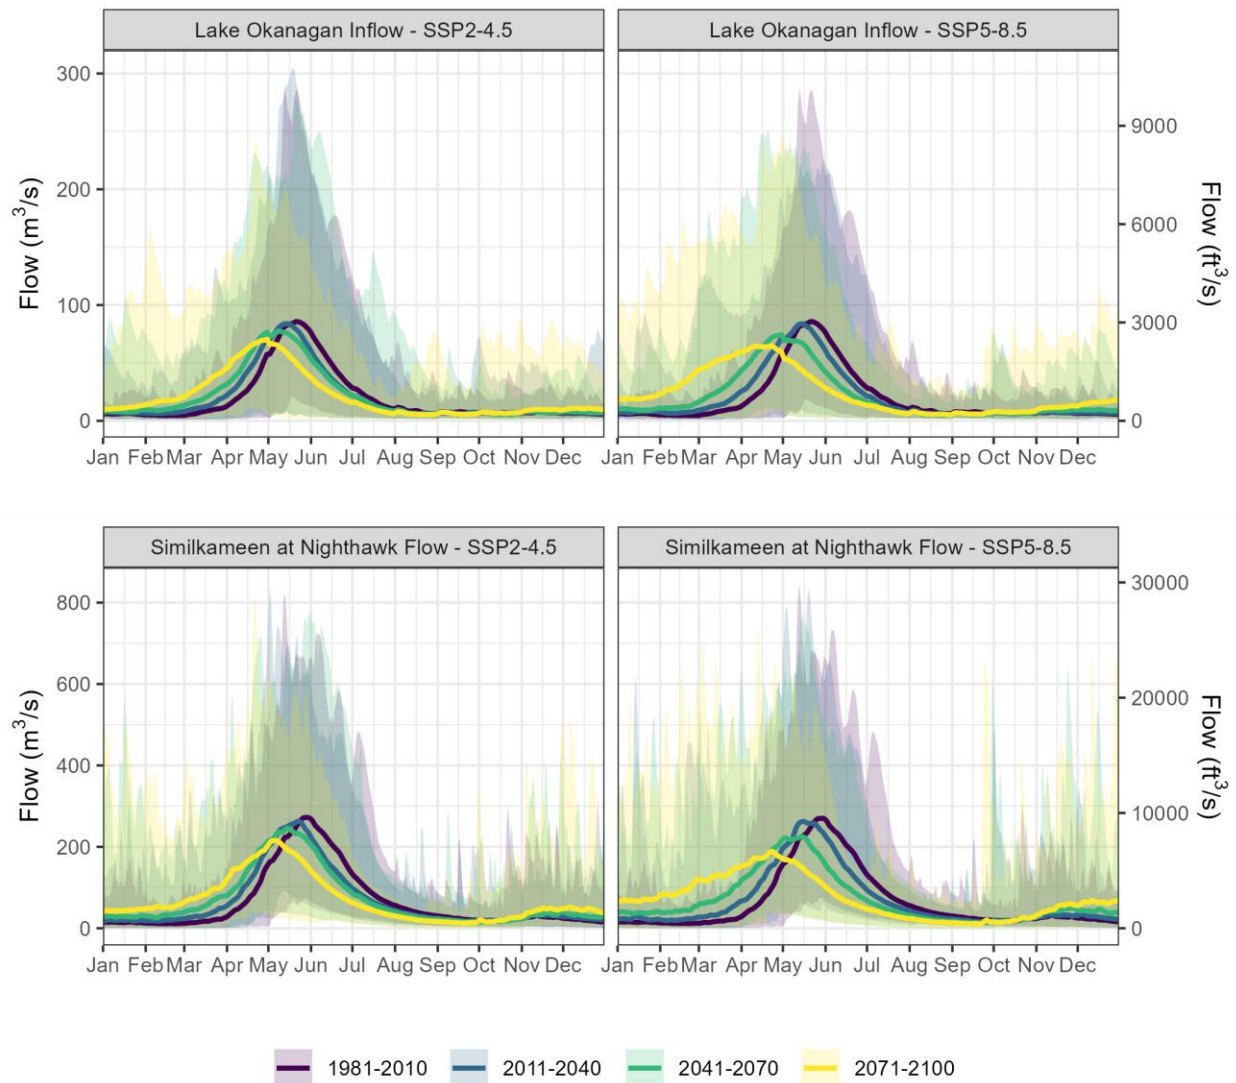 Lake Okanagan Inflow - SSP2-4.5
Lake Okanagan Inflow - SSP5-8.5
Flow (m³/s)
300
200
100
0
9000
6000
3000
0
Flow (ft³/s)
Jan Feb Mar Apr May Jun Jul Aug Sep Oct Nov Dec
Jan Feb Mar Apr May Jun Jul Aug Sep Oct Nov Dec
Similkameen at Nighthawk Flow - SSP2-4.5
Similkameen at Nighthawk Flow - SSP5-8.5
Flow (m³/s)
800
600
400
200
0
30000
20000
10000
0
Flow (ft³/s)
Jan Feb Mar Apr May Jun Jul Aug Sep Oct Nov Dec
Jan Feb Mar Apr May Jun Jul Aug Sep Oct Nov Dec
1981-2010 2011-2040 2041-2070 2071-2100